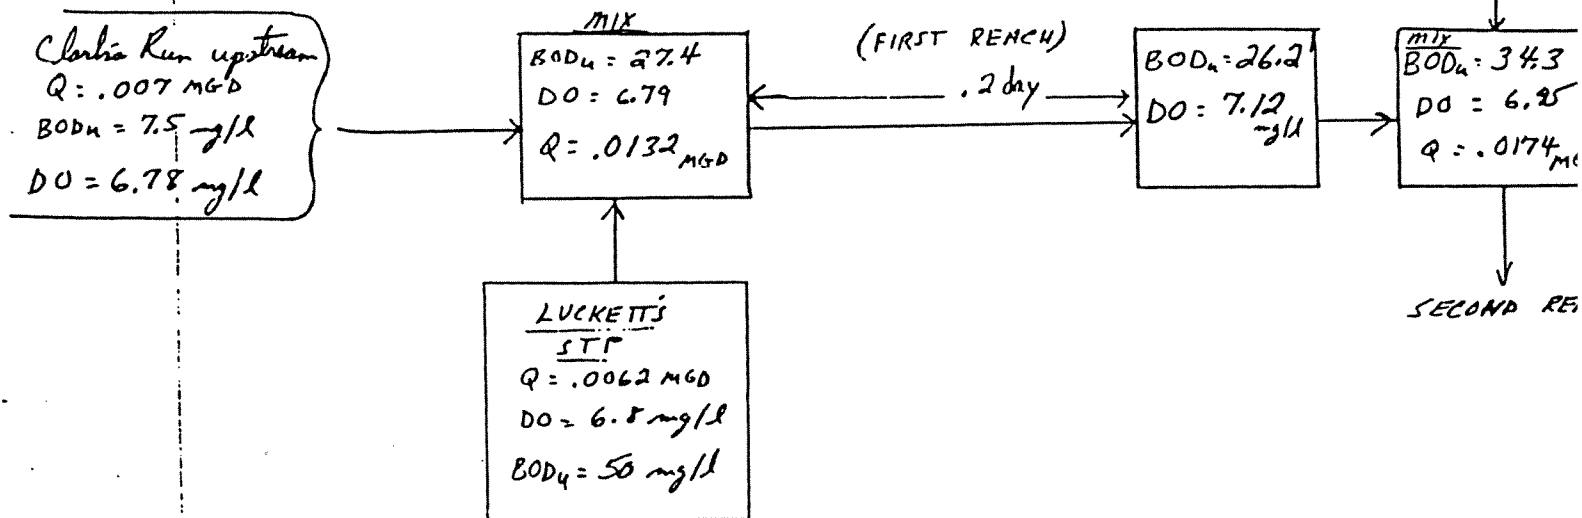 Clarks Run upstream
Q = .007 MGD
BODu = 7.5 mg/l
DO = 6.78 mg/l
mix
BODu = 27.4
DO = 6.79
Q = .0132 MGD
(FIRST REACH)
.2 day
BODu = 26.2
DO = 7.12 mg/l
mix
BODu = 34.3
DO = 6.95
Q = .0174 MG
SECOND REA
LUCKETT'S
STP
Q = .0062 MGD
DO = 6.8 mg/l
BODu = 50 mg/l